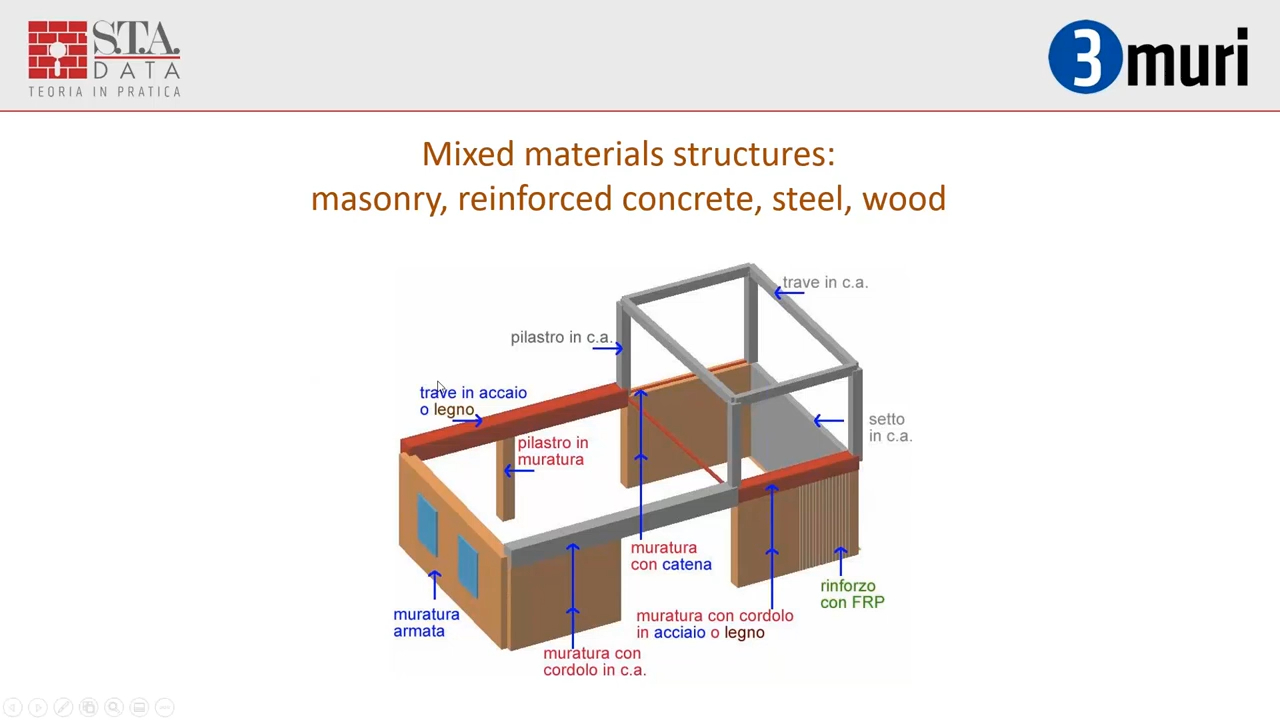 S.T.A.
DATA
TEORIA IN PRATICA
3muri
Mixed materials structures:
masonry, reinforced concrete, steel, wood
trave in c.a.
pilastro in c.a.
trave in accaio
o legno
pilastro in
muratura
setto
in c.a.
muratura
con catena
rinforzo
con FRP
muratura
armata
muratura con cordolo
in acciaio o legno
muratura con
cordolo in c.a.